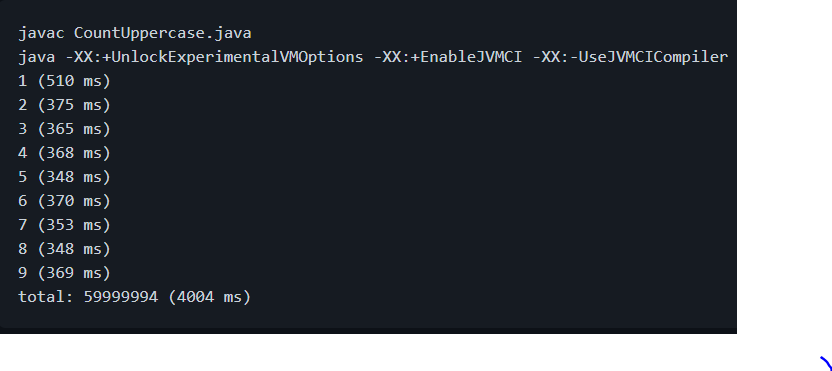 javac CountUppercase.java
java -XX:+UnlockExperimentalVMOptions -XX:+EnableJVMCI -XX:-UseJVMCICompiler
1 (510 ms)
2 (375 ms)
3 (365 ms)
4 (368 ms)
5 (348 ms)
6 (370 ms)
7 (353 ms)
8 (348 ms)
9 (369 ms)
total: 59999994 (4004 ms)